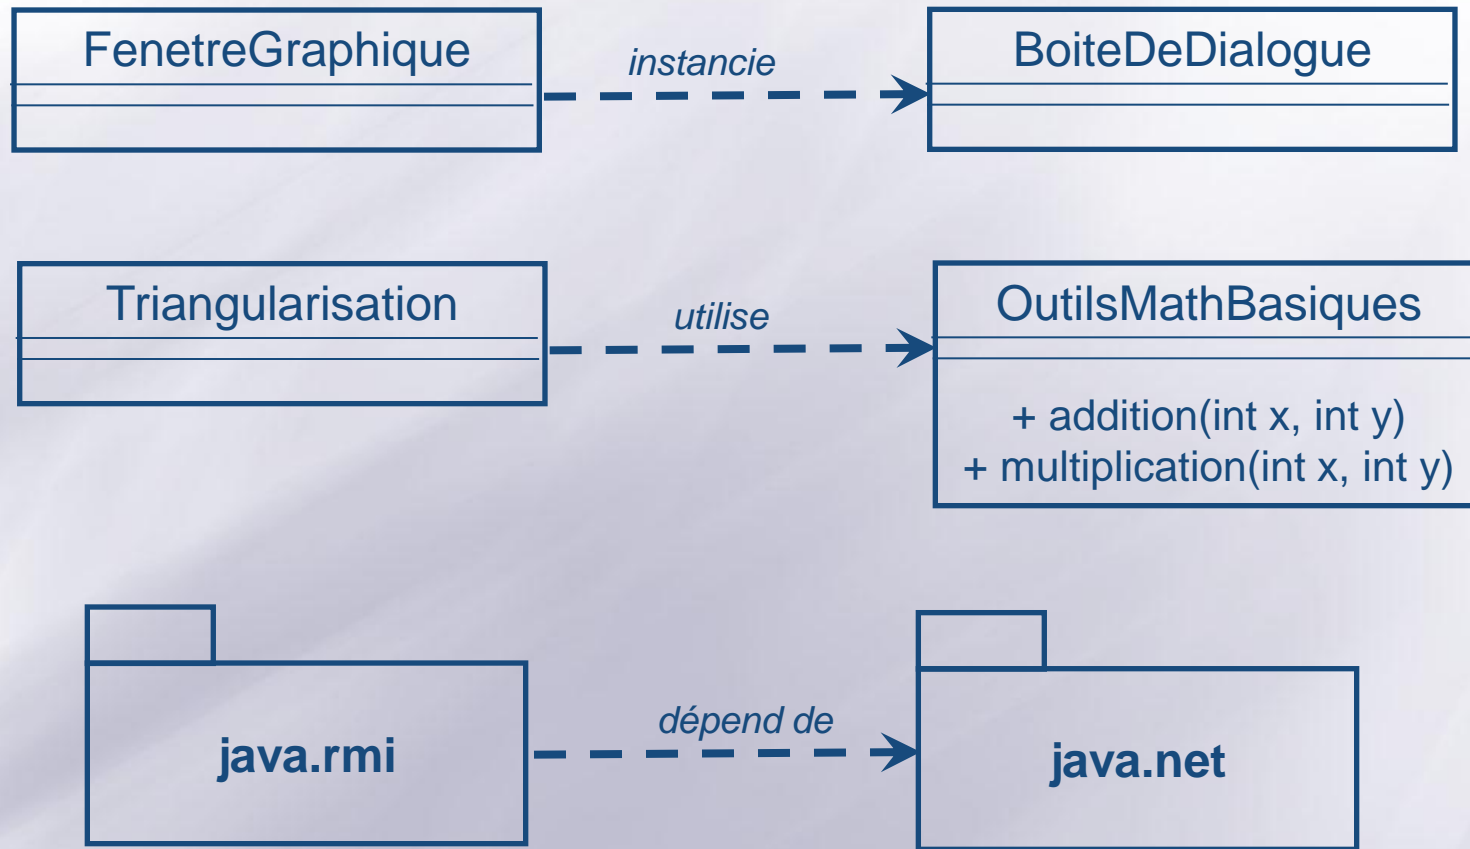 FenetreGraphique
instancie
BoiteDeDialogue
Triangularisation
utilise
OutilsMathBasiques
+ addition(int x, int y)
+ multiplication(int x, int y)
java.rmi
dépend de
java.net